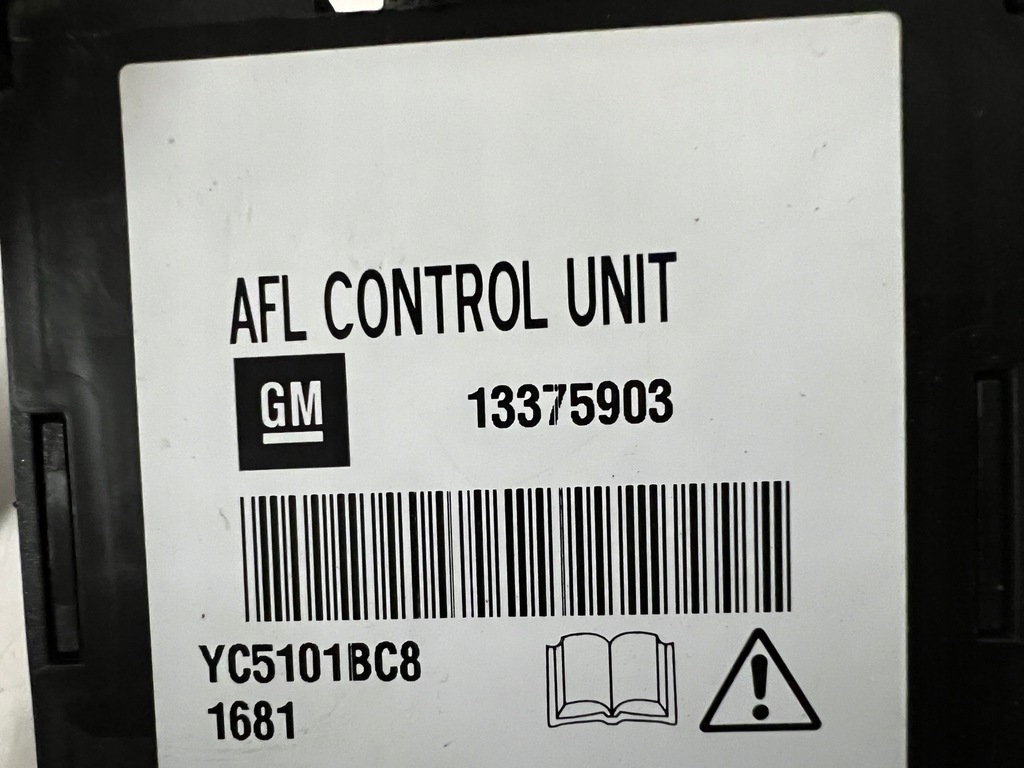 AFL CONTROL UNIT
GM 13375903
YC5101BC8
1681